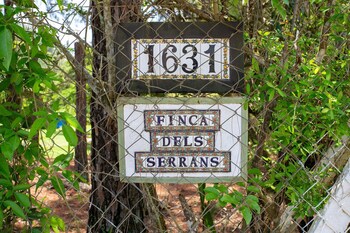 1631
FINCA
DELS
SERRANS